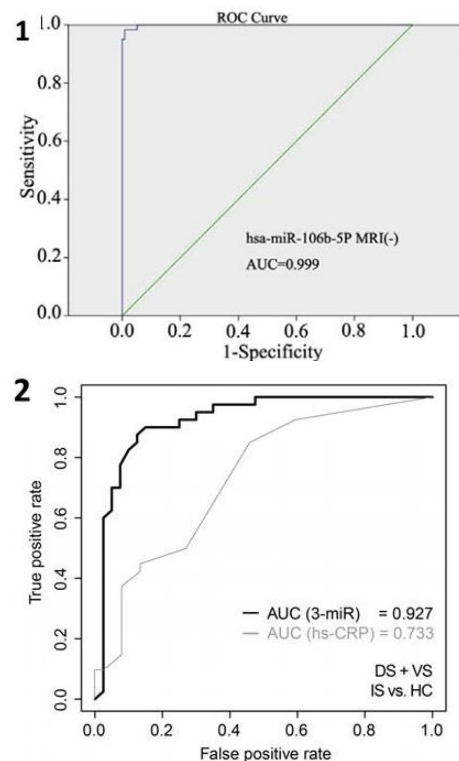 1
ROC Curve
Sensitivity
1.0
0.8
0.6
0.4
0.2
0.0
hsa-miR-106b-5P MRI(-)
AUC=0.999
0.0 0.2 0.4 0.6 0.8 1.0
1-Specificity
2
True positive rate
1.0
0.8
0.6
0.4
0.2
0.0
AUC (3-miR) = 0.927
AUC (hs-CRP) = 0.733
DS + VS
IS vs. HC
0.0 0.2 0.4 0.6 0.8 1.0
False positive rate